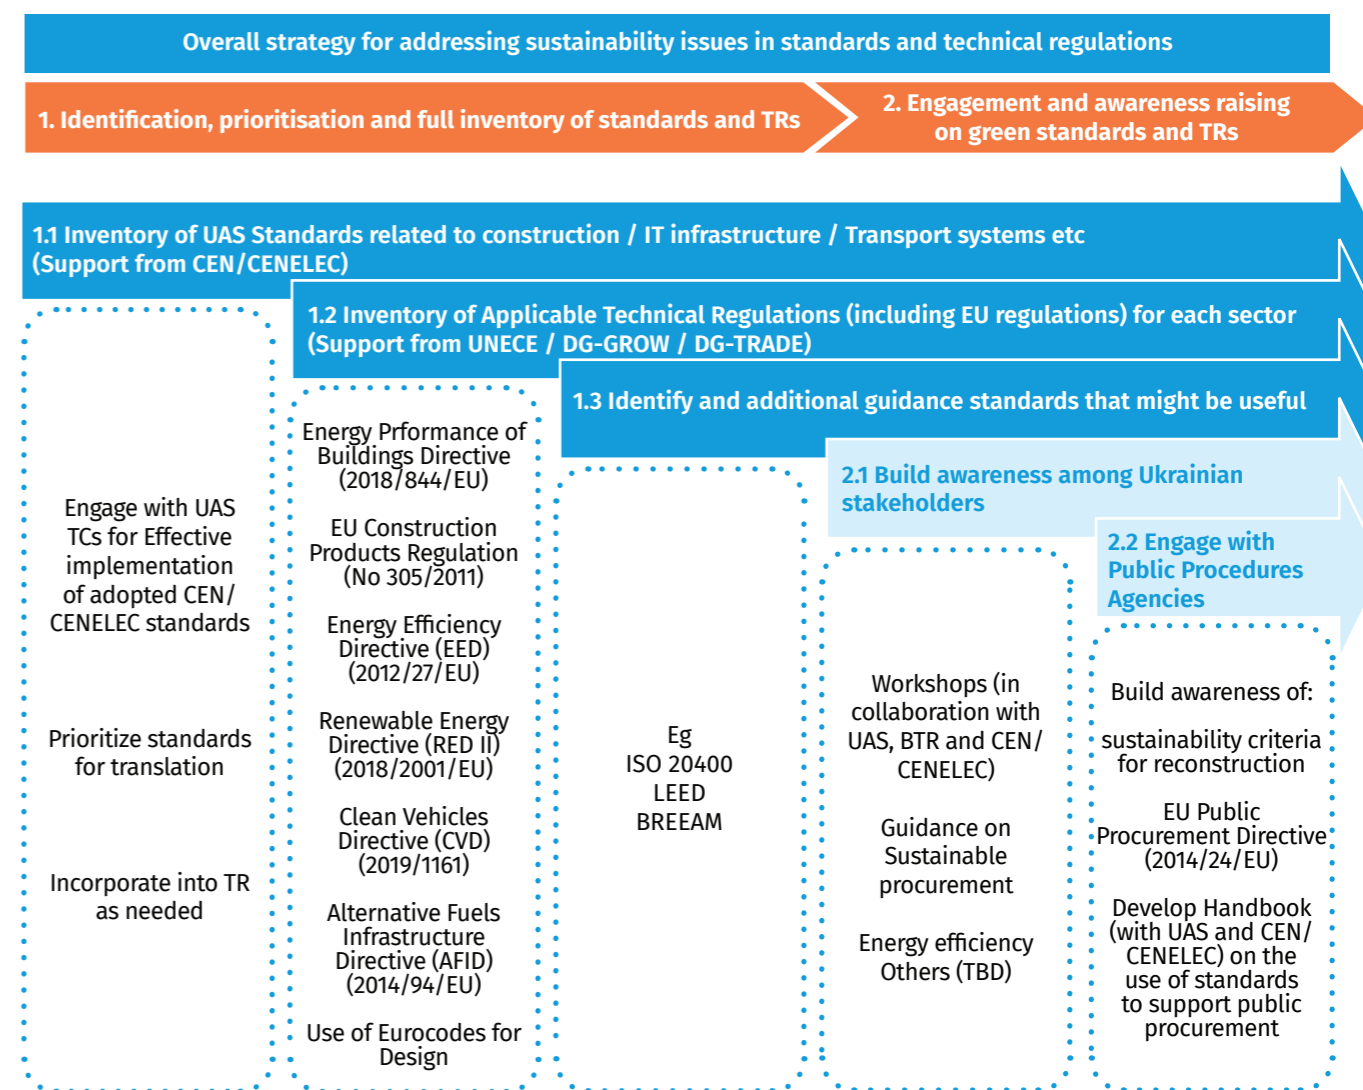 Overall strategy for addressing sustainability issues in standards and technical regulations
1. Identification, prioritisation and full inventory of standards and TRs
2. Engagement and awareness raising
on green standards and TRs
1.1 Inventory of UAS Standards related to construction / IT infrastructure / Transport systems etc
(Support from CEN/CENELEC)
1.2 Inventory of Applicable Technical Regulations (including EU regulations) for each sector
(Support from UNECE / DG-GROW / DG-TRADE)
1.3 Identify and additional guidance standards that might be useful
2.1 Build awareness among Ukrainian
stakeholders
2.2 Engage with
Public Procedures
Agencies
Engage with UAS
TCs for Effective
implementation
of adopted CEN/
CENELEC standards
Prioritize standards
for translation
Incorporate into TR
as needed
Energy Prformance of
Buildings Directive
(2018/844/EU)
EU Construction
Products Regulation
(No 305/2011)
Energy Efficiency
Directive (EED)
(2012/27/EU)
Renewable Energy
Directive (RED II)
(2018/2001/EU)
Clean Vehicles
Directive (CVD)
(2019/1161)
Alternative Fuels
Infrastructure
Directive (AFID)
(2014/94/EU)
Use of Eurocodes for
Design
Eg
ISO 20400
LEED
BREEAM
Workshops (in
collaboration with
UAS, BTR and CEN/
CENELEC)
Guidance on
Sustainable
procurement
Energy efficiency
Others (TBD)
Build awareness of:
sustainability criteria
for reconstruction
EU Public
Procurement Directive
(2014/24/EU)
Develop Handbook
(with UAS and CEN/
CENELEC) on the
use of standards
to support public
procurement